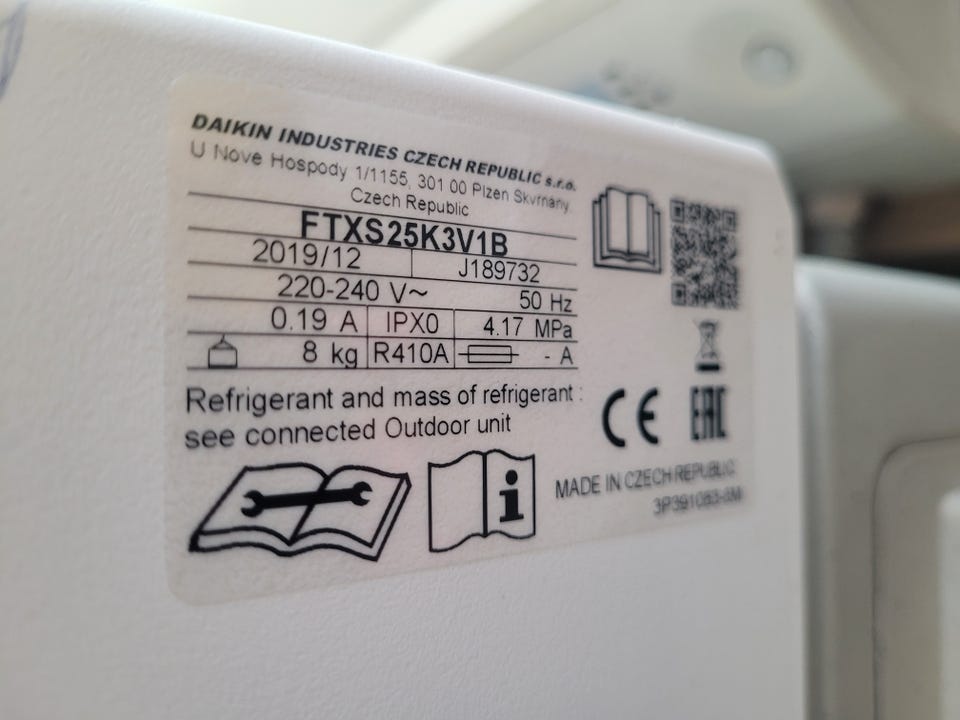 DAIKIN INDUSTRIES CZECH REPUBLIC s.r.o.
U Nove Hospody 1/1155, 301 00 Plzen Skvrnany,
Czech Republic
FTXS25K3V1B
2019/12 J189732
220-240 V~ 50 Hz
0.19 A IPX0 4.17 MPa
8 kg R410A - A
Refrigerant and mass of refrigerant :
see connected Outdoor unit
CE EAC
i
MADE IN CZECH REPUBLIC